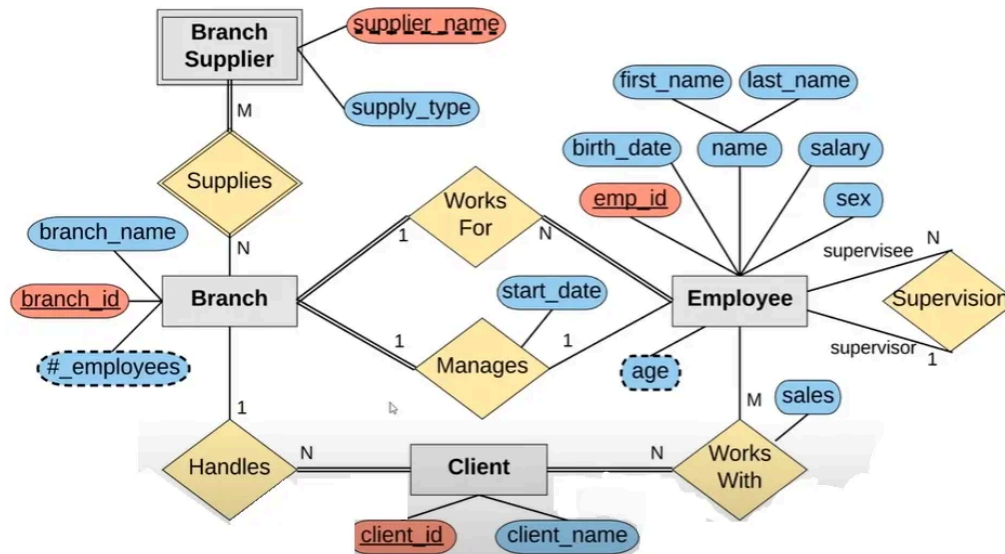 Branch
Supplier
supplier_name
supply_type
M
Supplies
N
first_name
last_name
birth_date
name
salary
emp_id
sex
Works
For
1
N
branch_name
branch_id
#_employees
Branch
start_date
1
Manages
1
Employee
age
supervisee
N
Supervision
supervisor
1
1
Handles
N
Client
N
Works
With
M
sales
client_id
client_name